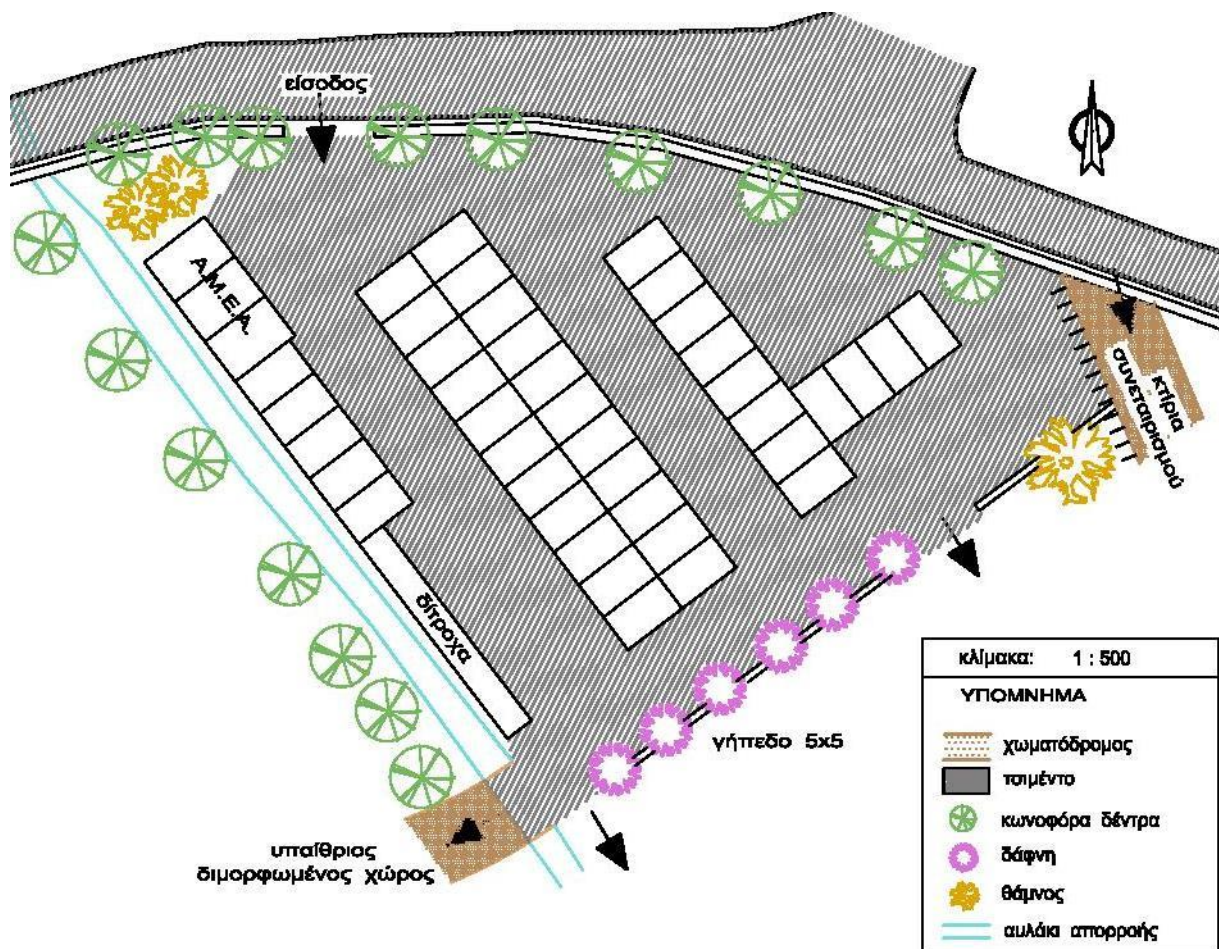 είσοδος
Α.Μ.Ε.Α.
κτίρια
συνεταιρισμού
δίτροχα
γήπεδο 5x5
υπαίθριος
διμορφωμένος χώρος
κλίμακα: 1 : 500
ΥΠΟΜΝΗΜΑ
χωματόδρομος
τσιμέντο
κωνοφόρα δέντρα
δάφνη
θάμνος
αυλάκι απορροής